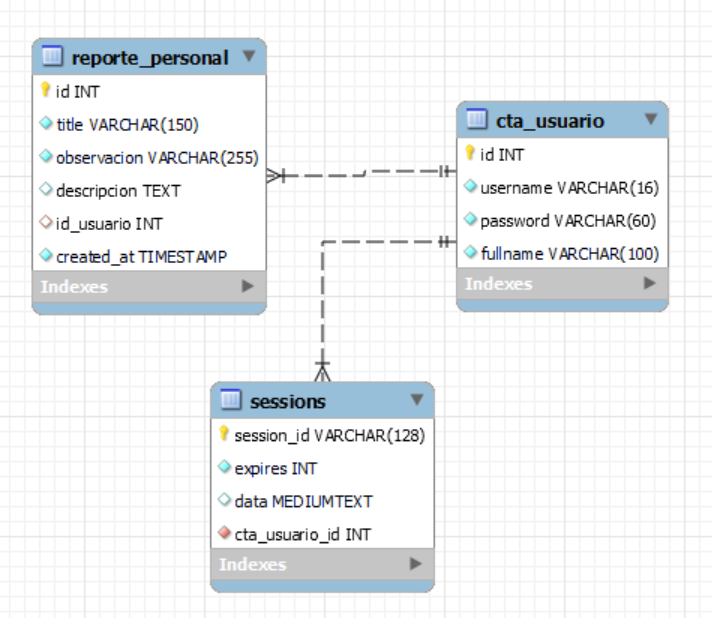 reporte_personal
id INT
title VARCHAR(150)
observacion VARCHAR(255)
descripcion TEXT
id_usuario INT
created_at TIMESTAMP
Indexes
cta_usuario
id INT
username VARCHAR(16)
password VARCHAR(60)
fullname VARCHAR(100)
Indexes
sessions
session_id VARCHAR(128)
expires INT
data MEDIUMTEXT
cta_usuario_id INT
Indexes